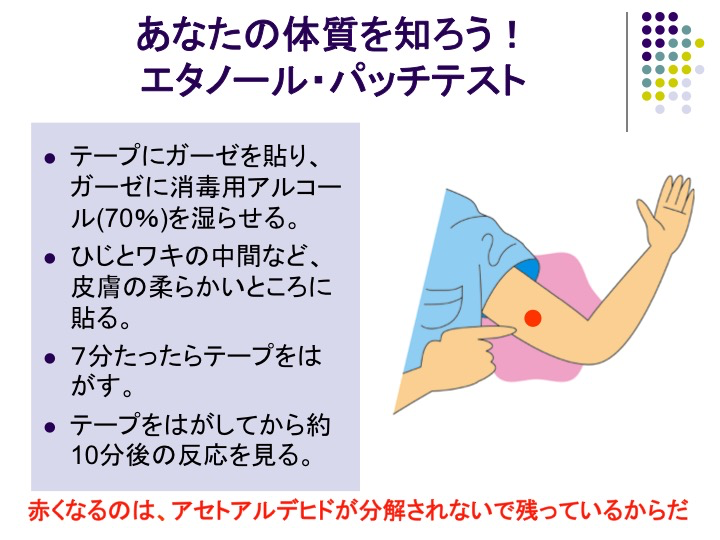 あなたの体質を知ろう！
エタノール・パッチテスト
● テープにガーゼを貼り、
ガーゼに消毒用アルコー
ル(70%)を湿らせる。
● ひじとワキの中間など、
皮膚の柔らかいところに
貼る。
● ７分たったらテープをは
がす。
● テープをはがしてから約
10分後の反応を見る。
赤くなるのは、アセトアルデヒドが分解されないで残っているからだ